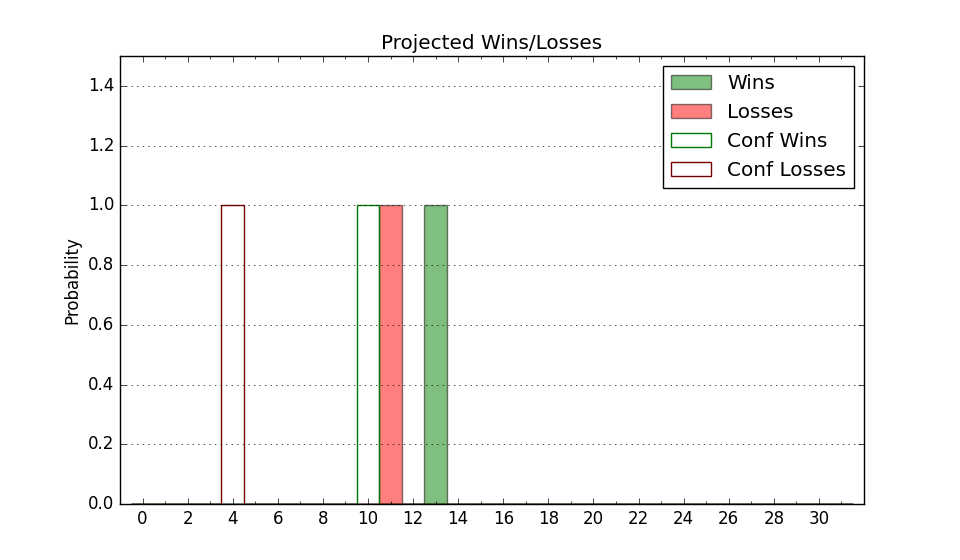 Projected Wins/Losses
Wins
Losses
Conf Wins
Conf Losses
Probability
1.4
1.2
1.0
0.8
0.6
0.4
0.2
0.0
0 2 4 6 8 10 12 14 16 18 20 22 24 26 28 30